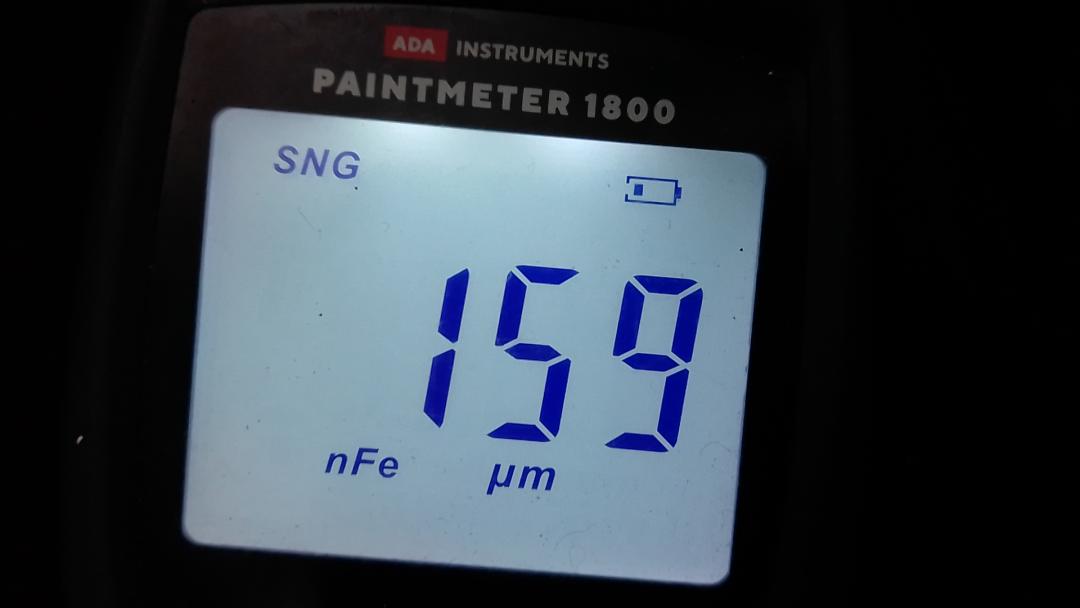 ADA INSTRUMENTS
PAINTMETER 1800
SNG
159
nFe µm